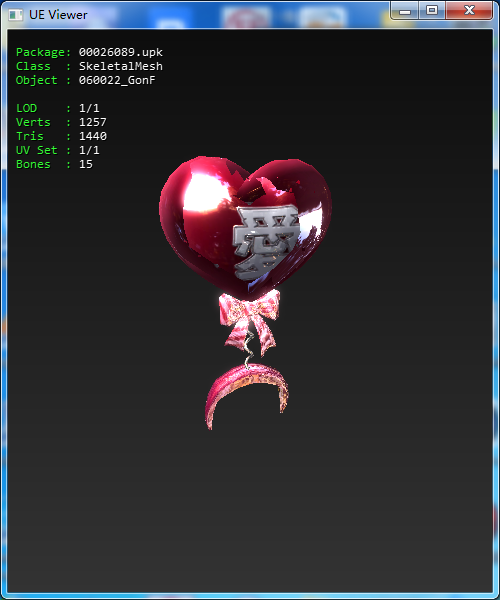 UE Viewer
Package: 00026089.upk
Class : SkeletalMesh
Object : 060022_GonF
LOD : 1/1
Verts : 1257
Tris : 1440
UV Set : 1/1
Bones : 15
愛